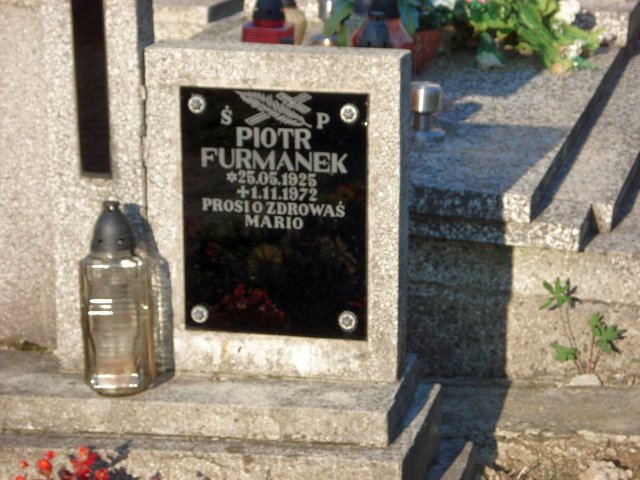 Ś P
PIOTR
FURMANEK
*25.05.1925
+1.11.1972
PROSI O ZDROWAŚ
MARIO